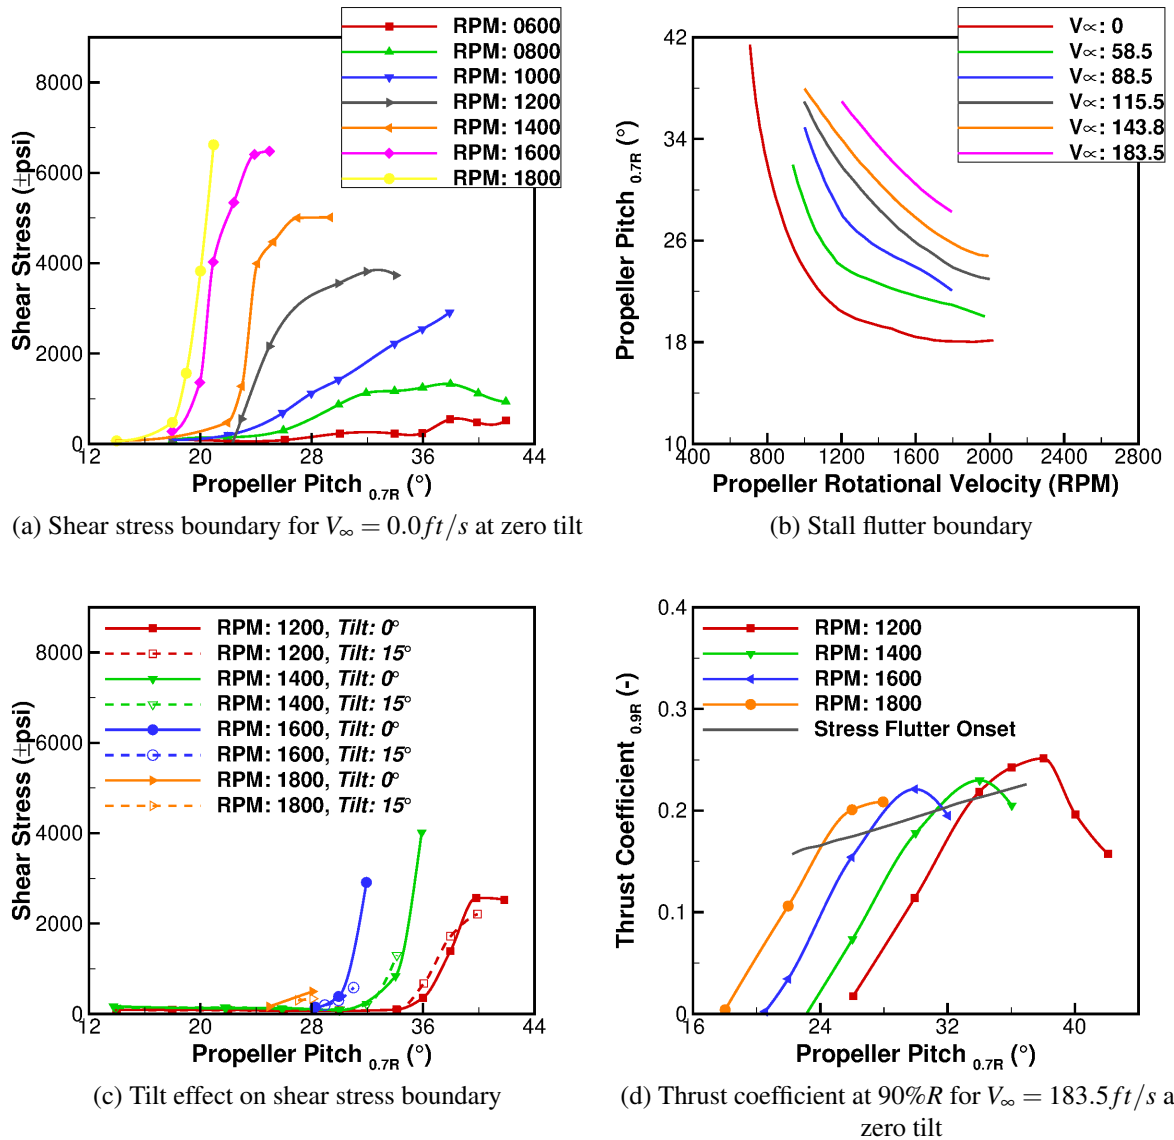 RPM: 0600
RPM: 0800
RPM: 1000
RPM: 1200
RPM: 1400
RPM: 1600
RPM: 1800
8000
6000
4000
2000
0
Shear Stress (±psi)
12 20 28 36 44
Propeller Pitch 0.7R (°)
(a) Shear stress boundary for V∞ = 0.0 ft/s at zero tilt
V∝: 0
V∝: 58.5
V∝: 88.5
V∝: 115.5
V∝: 143.8
V∝: 183.5
42
34
26
18
10
Propeller Pitch 0.7R (°)
400 800 1200 1600 2000 2400 2800
Propeller Rotational Velocity (RPM)
(b) Stall flutter boundary
RPM: 1200, Tilt: 0°
RPM: 1200, Tilt: 15°
RPM: 1400, Tilt: 0°
RPM: 1400, Tilt: 15°
RPM: 1600, Tilt: 0°
RPM: 1600, Tilt: 15°
RPM: 1800, Tilt: 0°
RPM: 1800, Tilt: 15°
8000
6000
4000
2000
0
Shear Stress (±psi)
12 20 28 36 44
Propeller Pitch 0.7R (°)
(c) Tilt effect on shear stress boundary
RPM: 1200
RPM: 1400
RPM: 1600
RPM: 1800
Stress Flutter Onset
0.4
0.3
0.2
0.1
0
Thrust Coefficient 0.9R (-)
16 24 32 40
Propeller Pitch 0.7R (°)
(d) Thrust coefficient at 90%R for V∞ = 183.5 ft/s a
zero tilt